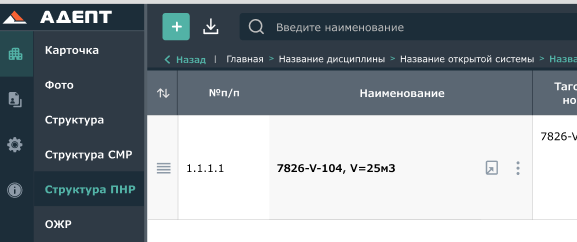 АДЕПТ
Введите наименование
Карточка
Фото
Структура
Структура СМР
Структура ПНР
ОЖР
Назад | Главная > Название дисциплины > Название открытой системы > Назва
№п/п
Наименование
Таго
но
1.1.1.1
7826-V-104, V=25м3
7826-V